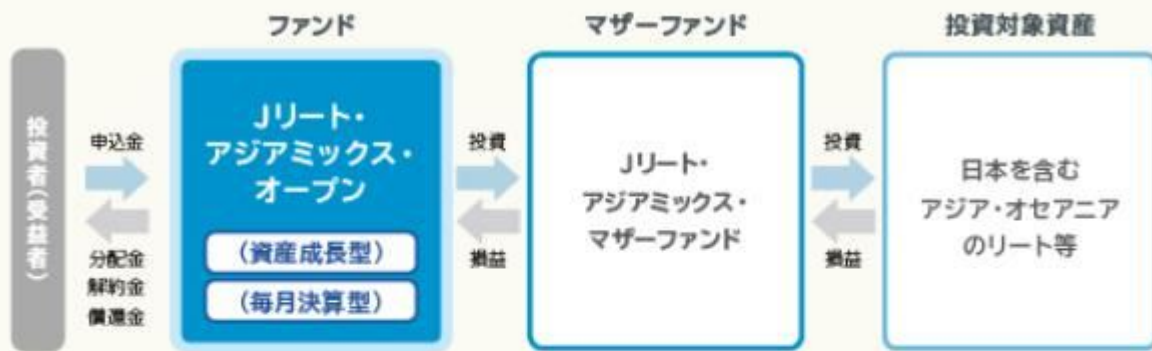 ファンド
マザーファンド
投資対象資産
投資者(受益者)
申込金
分配金
解約金
償還金
Jリート・
アジアミックス・
オープン
(資産成長型)
(毎月決算型)
投資
損益
Jリート・
アジアミックス・
マザーファンド
投資
損益
日本を含む
アジア・オセアニア
のリート等